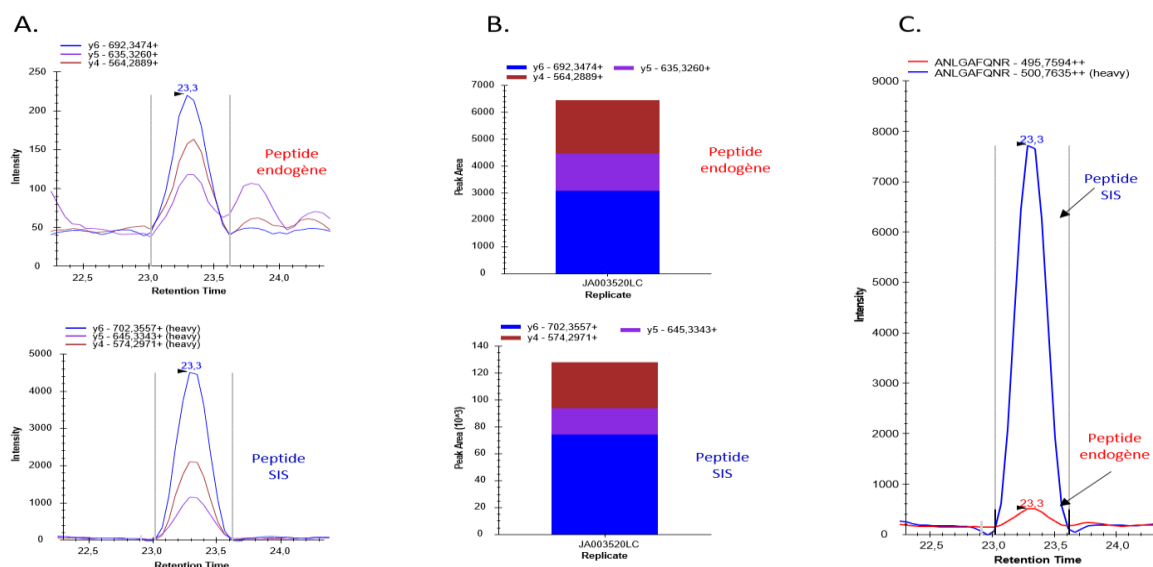 A.
y6 - 692,3474+
y5 - 635,3260+
y4 - 564,2889+
250
200
150
100
50
0
Intensity
23,3
Peptide
endogène
22,5 23,0 23,5 24,0
Retention Time
y6 - 702,3557+ (heavy)
y5 - 645,3343+ (heavy)
y4 - 574,2971+ (heavy)
5000
4000
3000
2000
1000
0
Intensity
23,3
Peptide
SIS
22,5 23,0 23,5 24,0
Retention Time
B.
y6 - 692,3474+ y5 - 635,3260+
y4 - 564,2889+
7000
6000
5000
4000
3000
2000
1000
0
Peak Area
Peptide
endogène
JA003520LC
Replicate
y6 - 702,3557+ y5 - 645,3343+
y4 - 574,2971+
140
120
100
80
60
40
20
0
Peak Area (10^3)
Peptide
SIS
JA003520LC
Replicate
C.
ANLGAFQNR - 495,7594++
ANLGAFQNR - 500,7635++ (heavy)
9000
8000
7000
6000
5000
4000
3000
2000
1000
0
Intensity
23,3
Peptide
SIS
Peptide
endogène
23,3
22,5 23,0 23,5 24,0
Retention Time